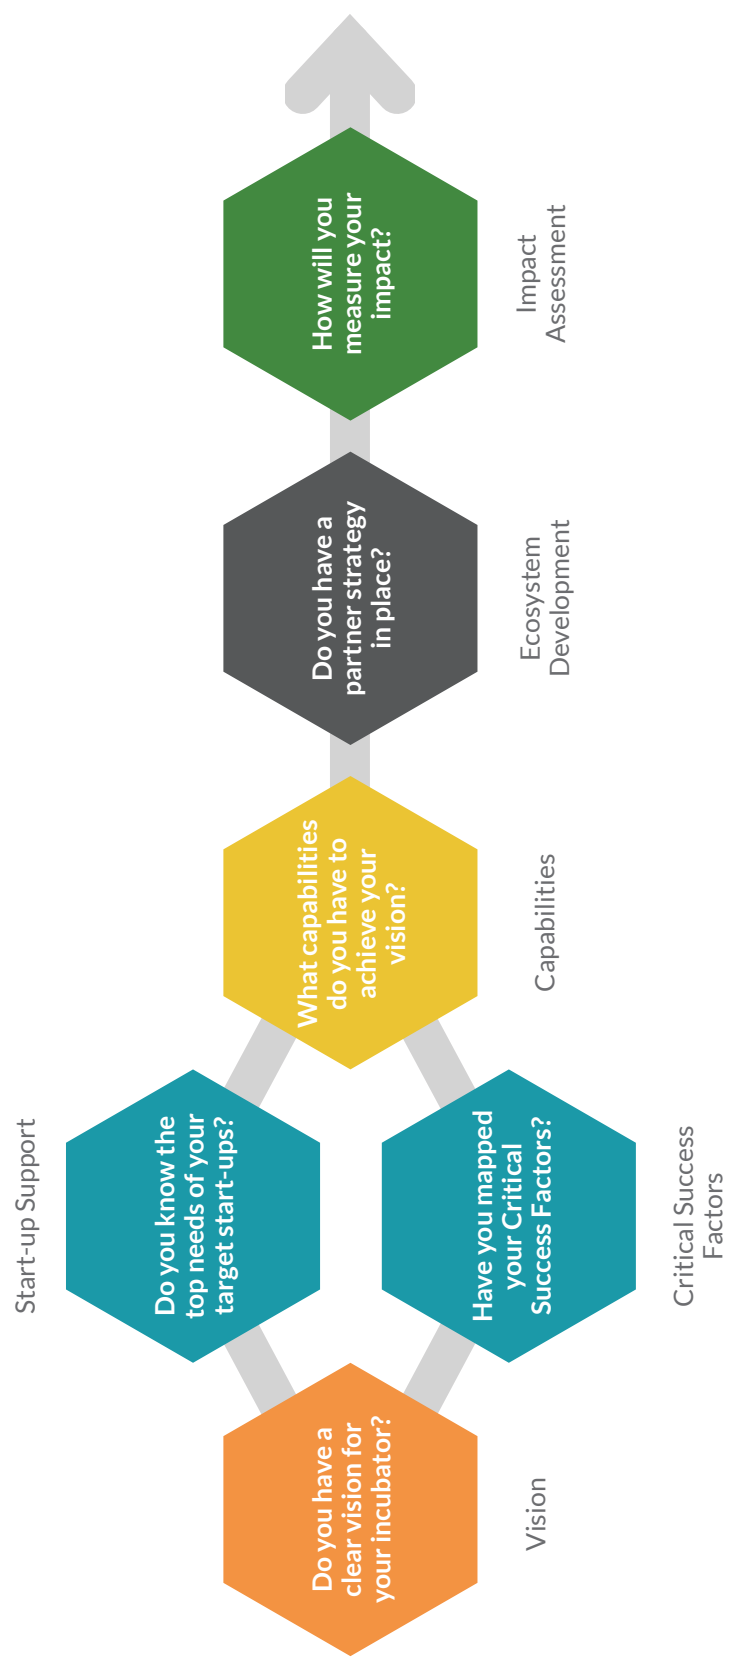 Do you have a
clear vision for
your incubator?
Vision
Start-up Support
Do you know the
top needs of your
target start-ups?
Have you mapped
your Critical
Success Factors?
Critical Success
Factors
What capabilities
do you have to
achieve your
vision?
Capabilities
Do you have a
partner strategy
in place?
Ecosystem
Development
How will you
measure your
impact?
Impact
Assessment